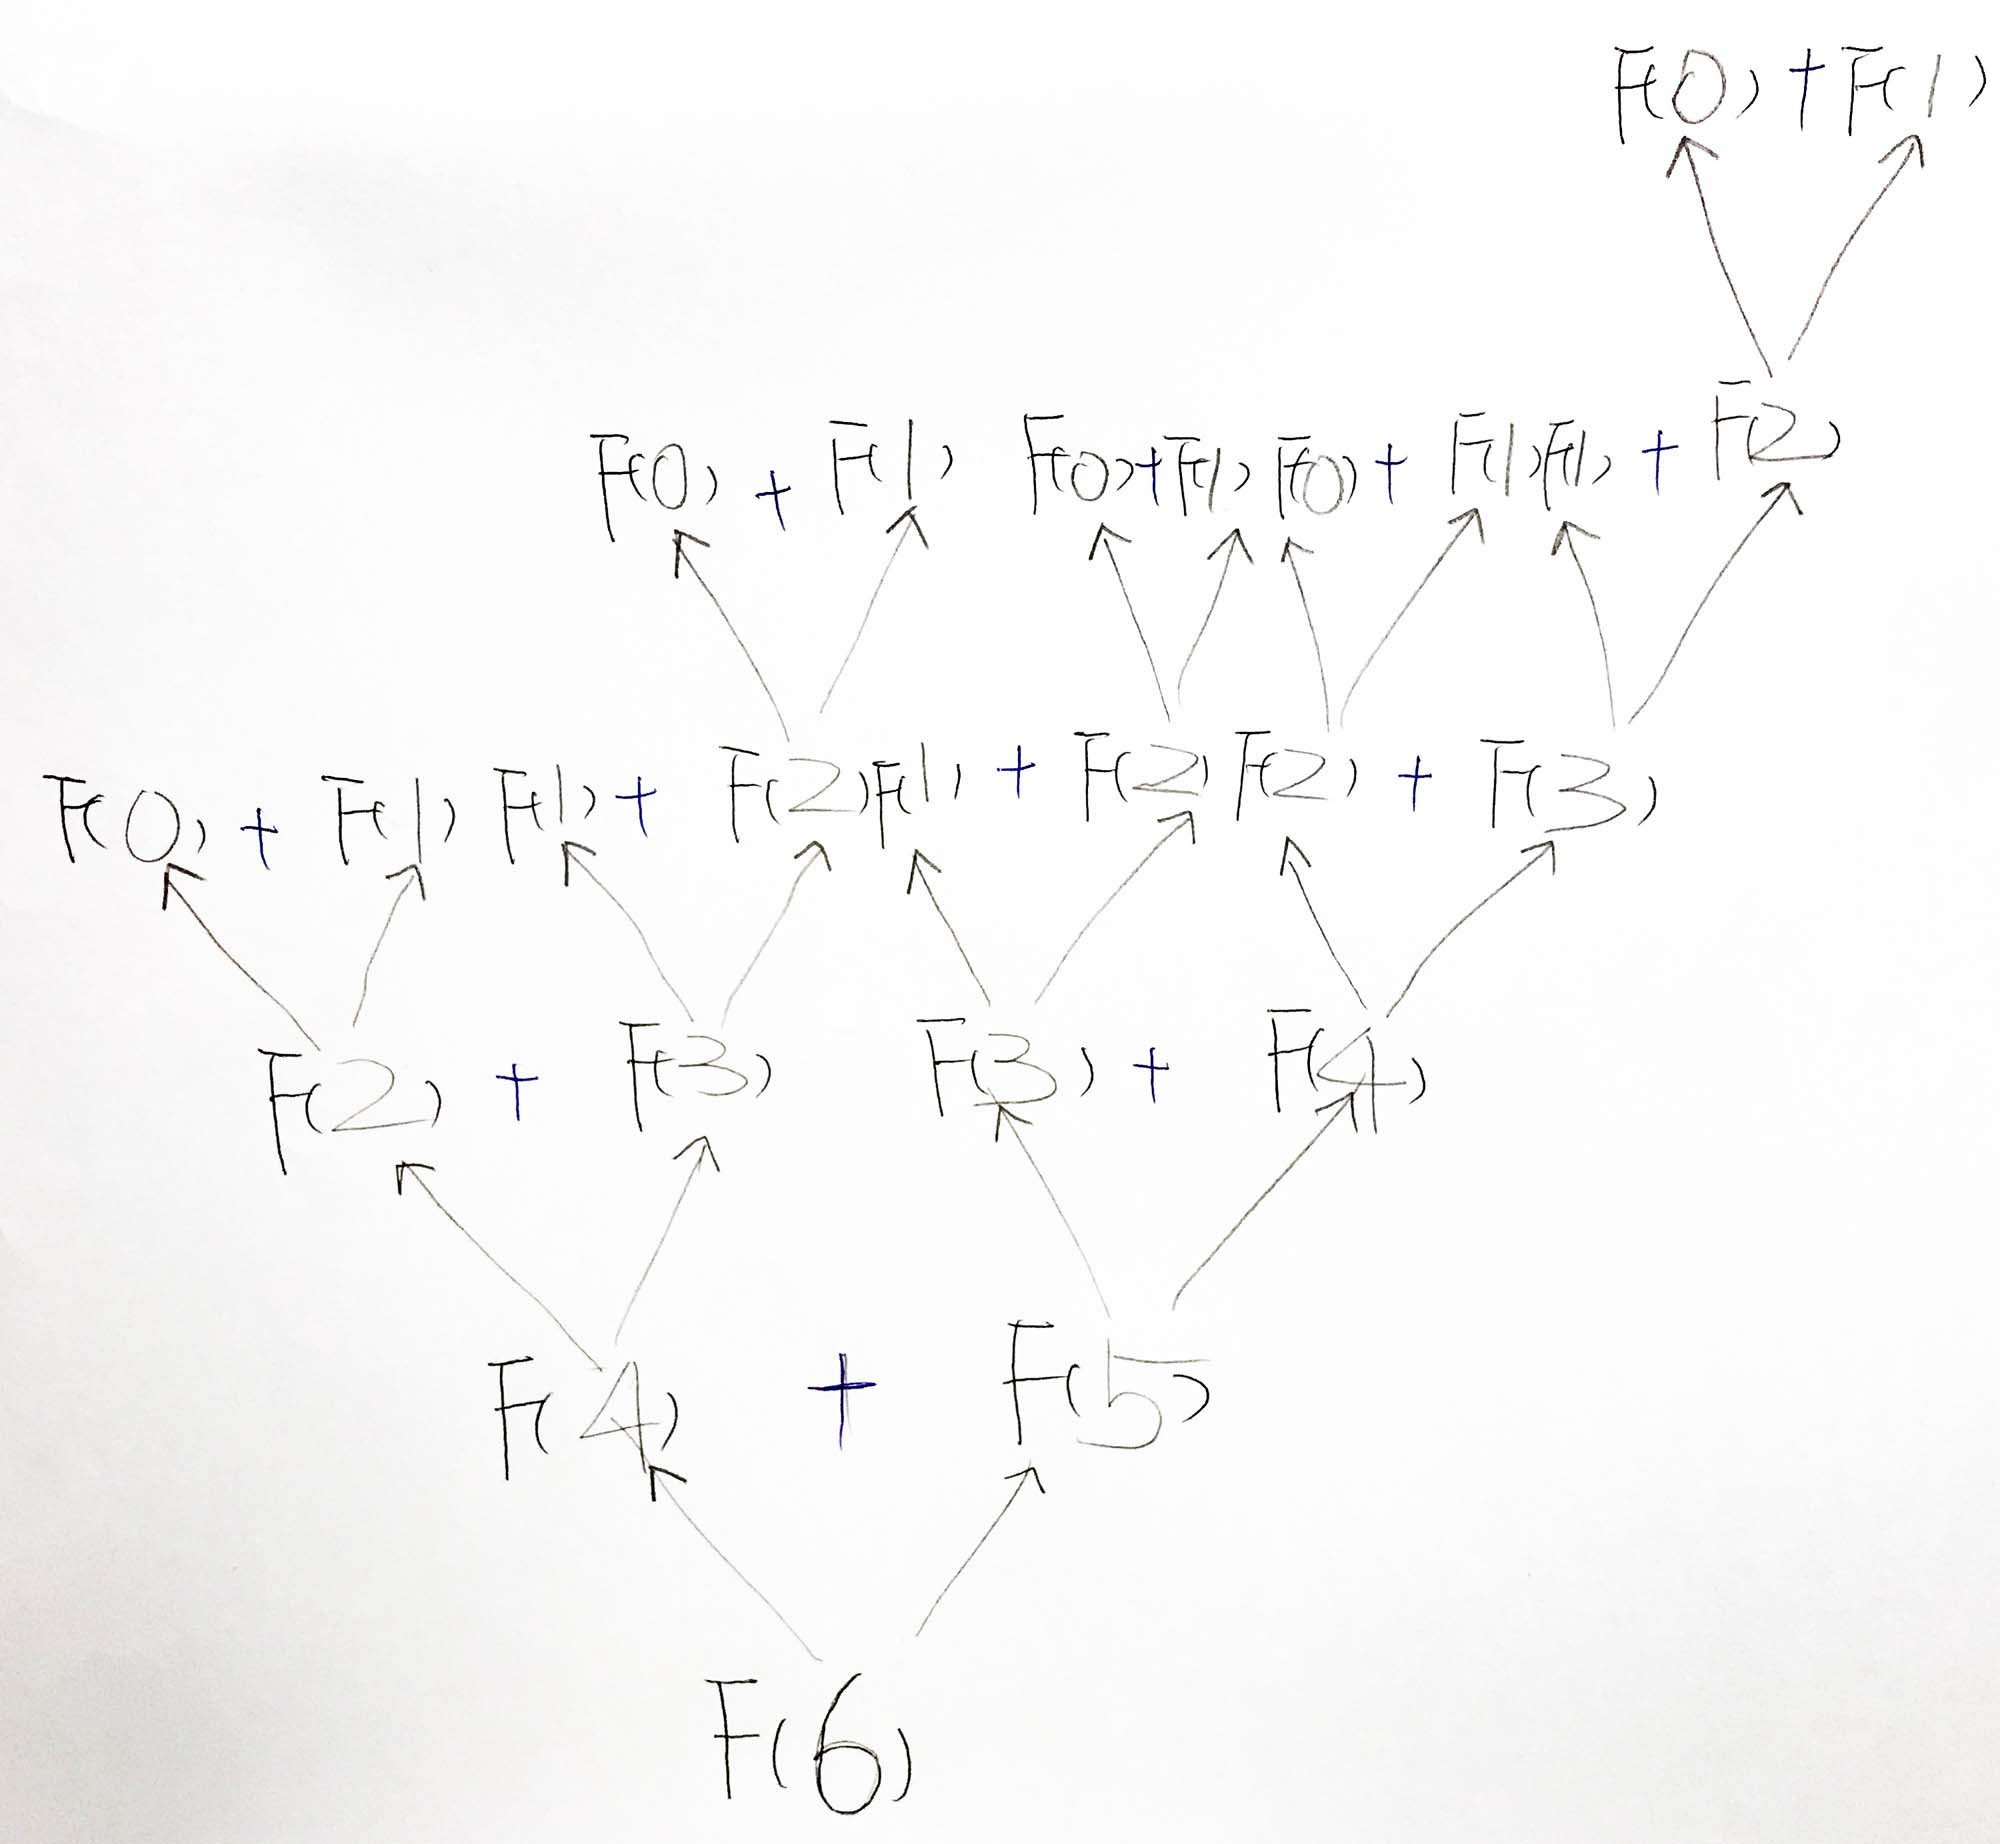 F(0) + F(1)
F(0) + F(1) F(0) + F(1) F(0) + F(1) F(1) + F(2)
F(0) + F(1) F(1) + F(2) F(1) + F(2) F(2) + F(3)
F(2) + F(3) F(3) + F(4)
F(4) + F(5)
F(6)